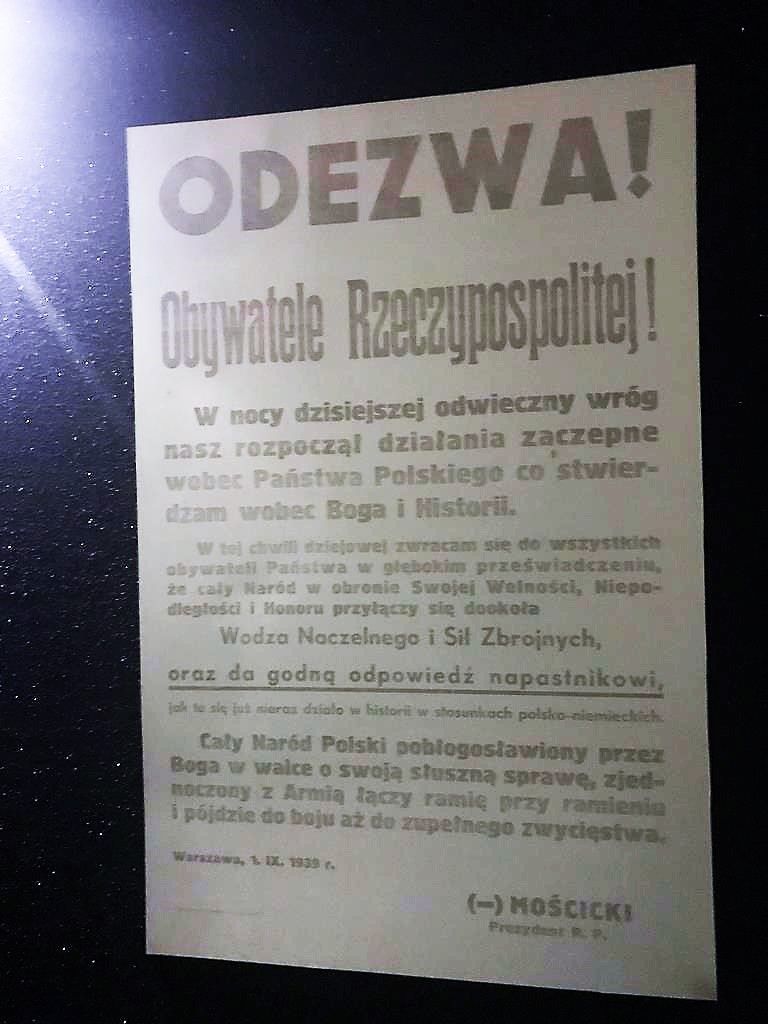 ODEZWA!
Obywatele Rzeczypospolitej!
W nocy dzisiejszej odwieczny wróg
nasz rozpoczął działania zaczepne
wobec Państwa Polskiego co stwier-
dzam wobec Boga i Historii.
W tej chwili dziejowej zwracam się do wszystkich
obywateli Państwa w głębokim przeświadczeniu,
że cały Naród w obronie Swojej Wolności, Niepo-
dległości i Honoru przyłączy się dookoła
Wodza Naczelnego i Sił Zbrojnych,
oraz da godną odpowiedź napastnikowi,
jak to się już nieraz działo w historii w stosunkach polsko-niemieckich.
Cały Naród Polski pobłogosławiony przez
Boga w walce o swoją słuszną sprawę, zjed-
noczony z Armią łączy ramię przy ramieniu
i pójdzie do boju aż do zupełnego zwycięstwa.
Warszawa, 1. IX. 1939 r.
(—) MOŚCICKI
Prezydent R. P.